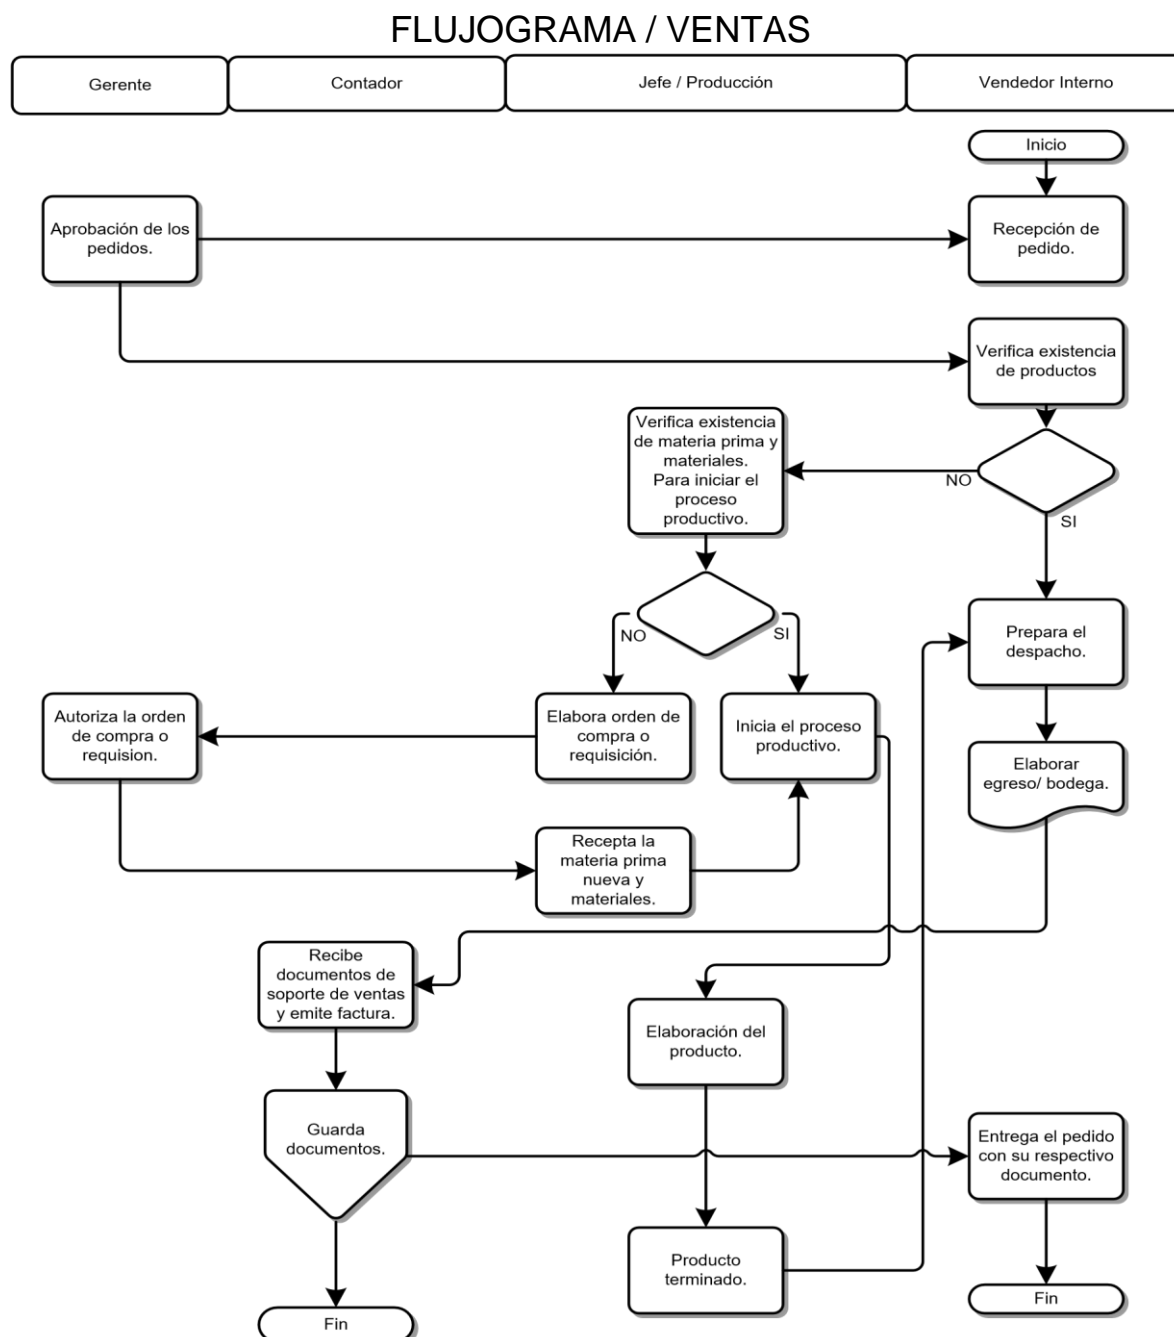 FLUJOGRAMA / VENTAS
Gerente
Contador
Jefe / Producción
Vendedor Interno
Inicio
Aprobación de los
pedidos.
Recepción de
pedido.
Verifica existencia
de productos
Verifica existencia
de materia prima y
materiales.
Para iniciar el
proceso
productivo.
NO
SI
NO
SI
Prepara el
despacho.
Autoriza la orden
de compra o
requision.
Elabora orden de
compra o
requisición.
Inicia el proceso
productivo.
Elaborar
egreso/ bodega.
Recepta la
materia prima
nueva y
materiales.
Recibe
documentos de
soporte de ventas
y emite factura.
Elaboración del
producto.
Guarda
documentos.
Entrega el pedido
con su respectivo
documento.
Producto
terminado.
Fin
Fin